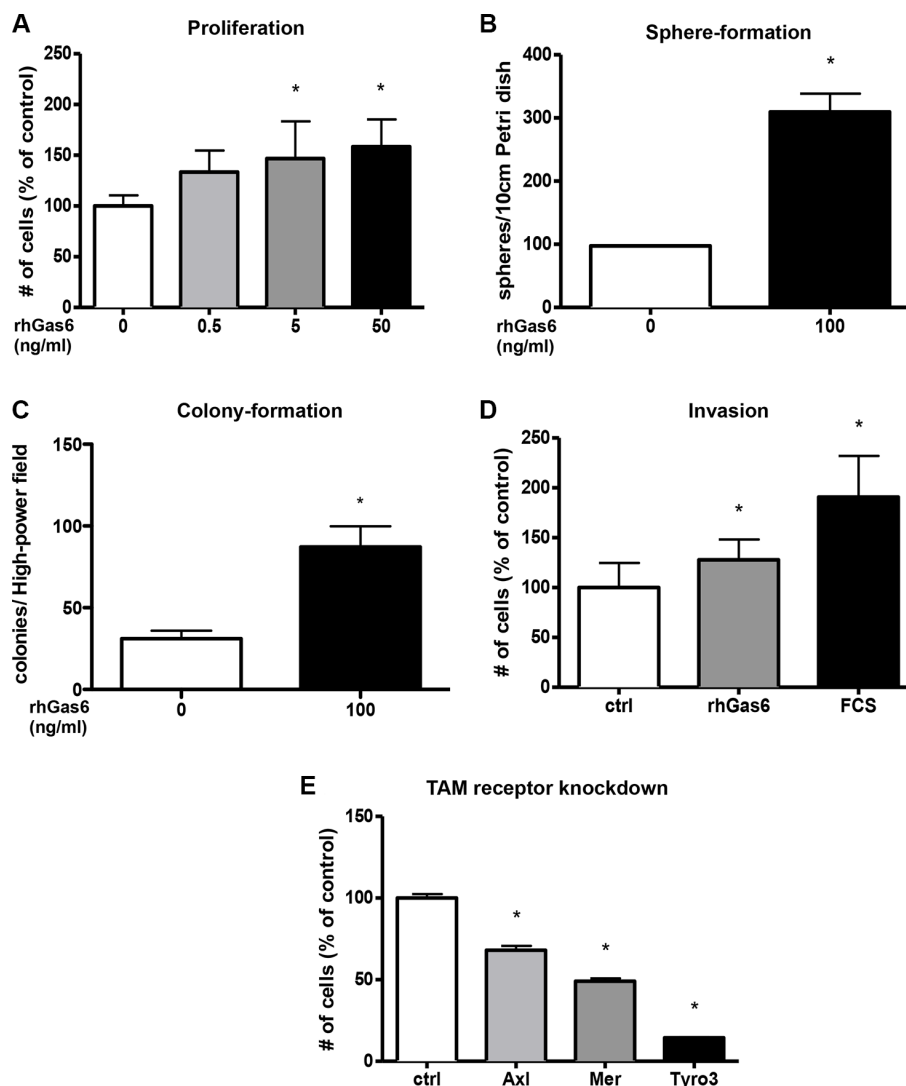 A
Proliferation
# of cells (% of control)
250
200
150
100
50
0
* *
rhGas6 0 0.5 5 50
(ng/ml)
B
Sphere-formation
spheres/10cm Petri dish
400
300
200
100
0
*
rhGas6 0 100
(ng/ml)
C
Colony-formation
colonies/ High-power field
150
100
50
0
*
rhGas6 0 100
(ng/ml)
D
Invasion
# of cells (% of control)
250
200
150
100
50
0
* *
ctrl rhGas6 FCS
E
TAM receptor knockdown
# of cells (% of control)
150
100
50
0
* * *
ctrl Axl Mer Tyro3